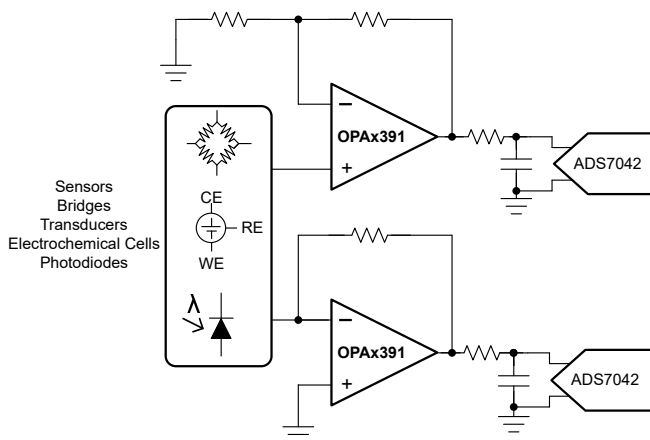 OPAx391
ADS7042
Sensors
Bridges
Transducers
Electrochemical Cells
Photodiodes
CE
RE
WE
λ
OPAx391
ADS7042